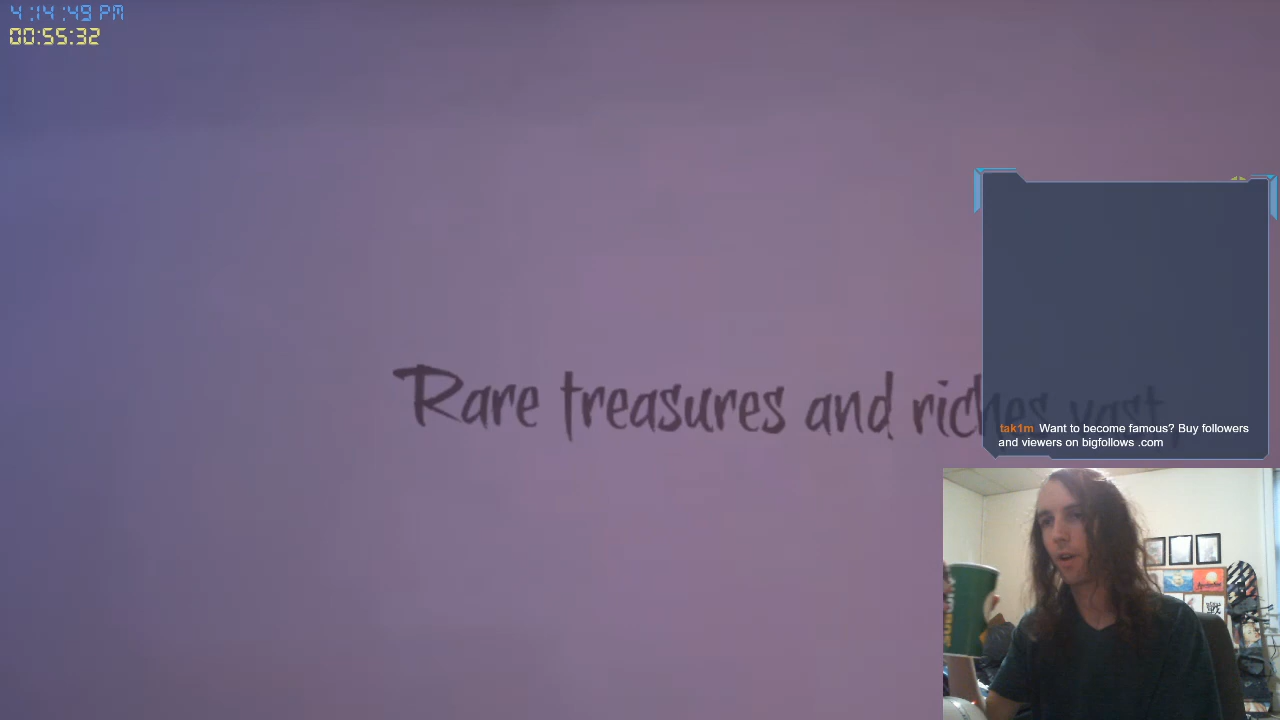 4:14:49 PM
00:55:32
Rare treasures and riches vast
tak1m Want to become famous? Buy followers
and viewers on bigfollows .com